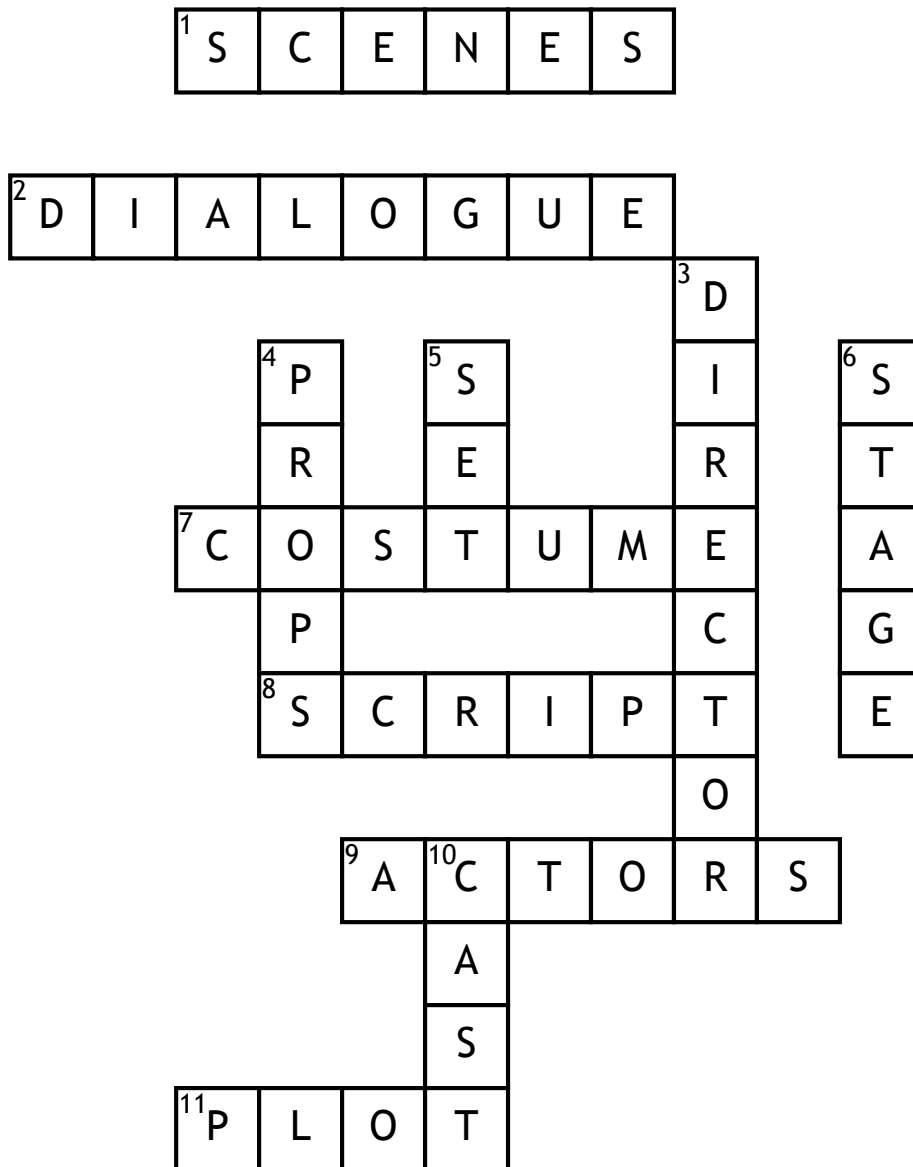 1 S C E N E S
2 D I A L O G U E
3 D
4 P 5 S I 6 S
R E R T
7 C O S T U M E A
P C G
8 S C R I P T E
O
9 A 10 C T O R S
A
S
11 P L O T